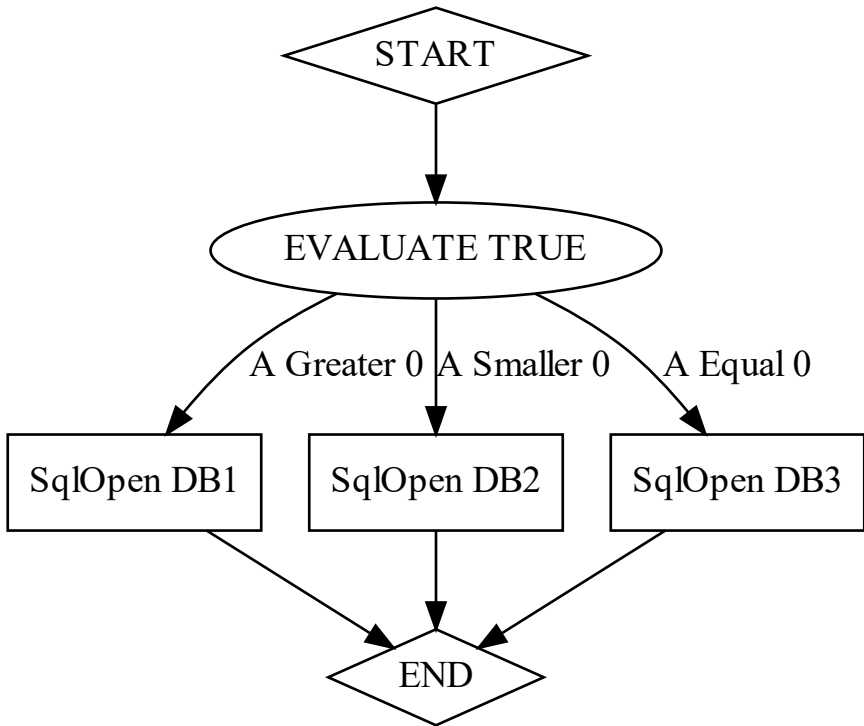 START
EVALUATE TRUE
A Greater 0
A Smaller 0
A Equal 0
SqlOpen DB1
SqlOpen DB2
SqlOpen DB3
END